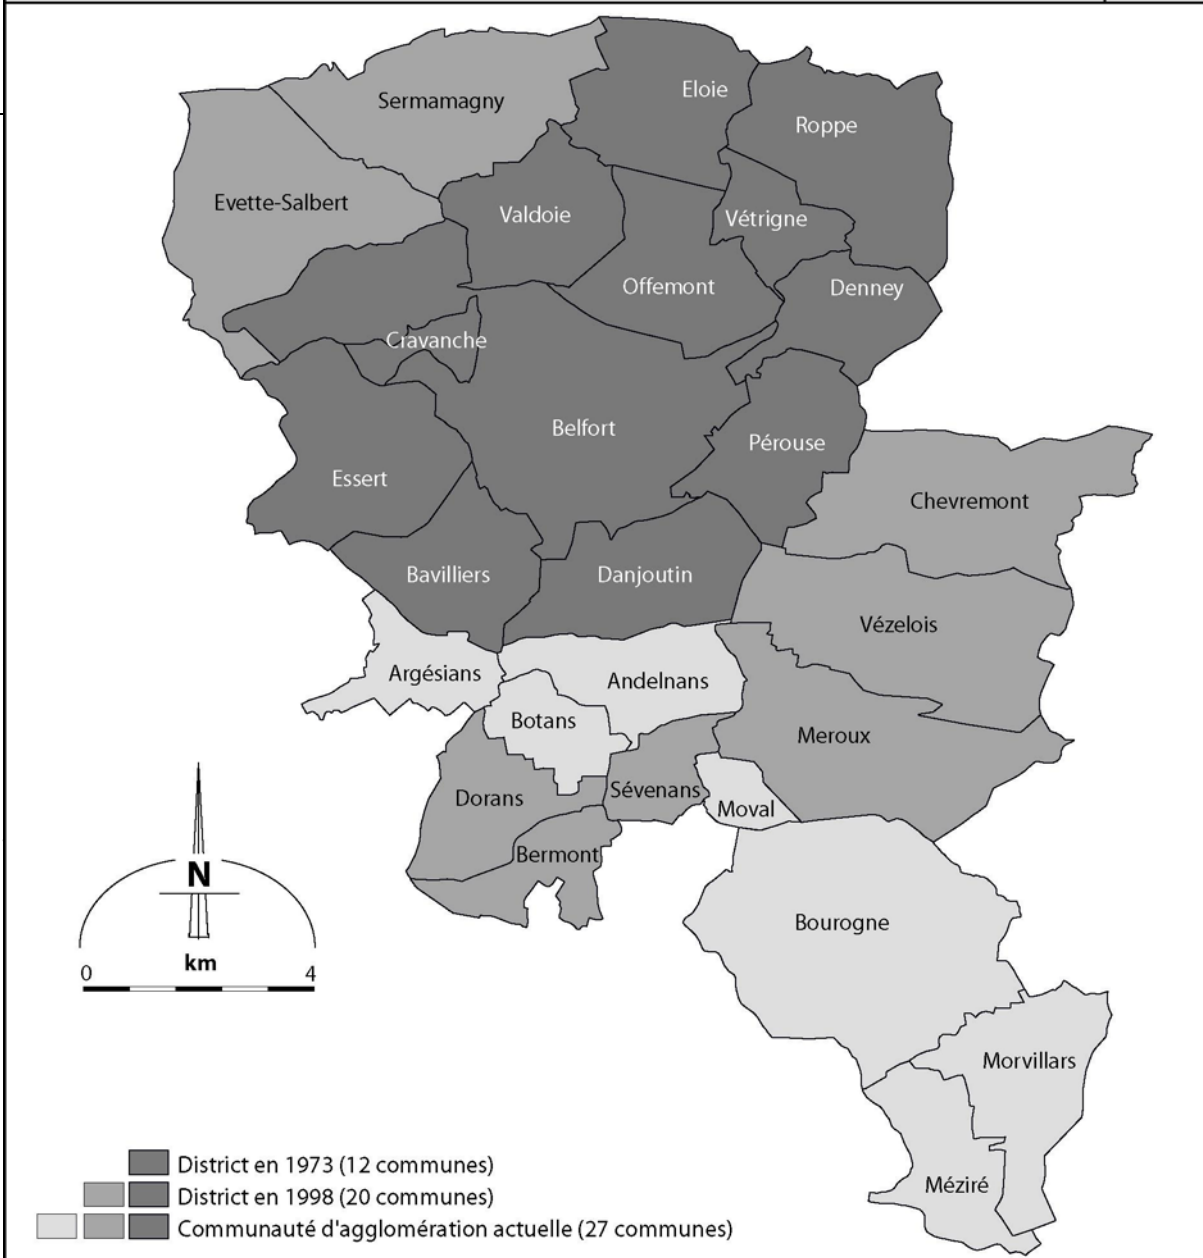 Eloie
Sermamagny
Roppe
Evette-Salbert
Valdoie
Vétrigne
Offemont
Denney
Cravanche
Belfort
Pérouse
Essert
Chevremont
Bavilliers
Danjoutin
Vézelois
Argésians
Andelnans
Botans
Meroux
Sévenans
Dorans
Moval
Bermont
Bourogne
Morvillars
Méziré
N
km
0 4
District en 1973 (12 communes)
District en 1998 (20 communes)
Communauté d'agglomération actuelle (27 communes)